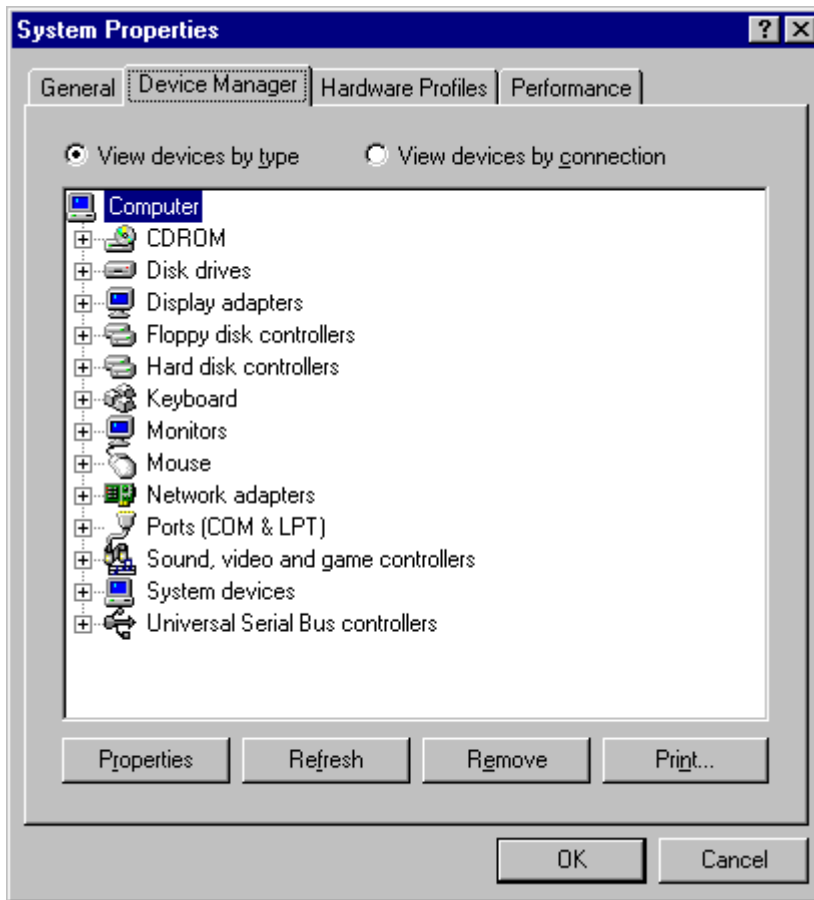 System Properties
General Device Manager Hardware Profiles Performance
View devices by type View devices by connection
Computer
CDROM
Disk drives
Display adapters
Floppy disk controllers
Hard disk controllers
Keyboard
Monitors
Mouse
Network adapters
Ports (COM & LPT)
Sound, video and game controllers
System devices
Universal Serial Bus controllers
Properties Refresh Remove Print...
OK Cancel